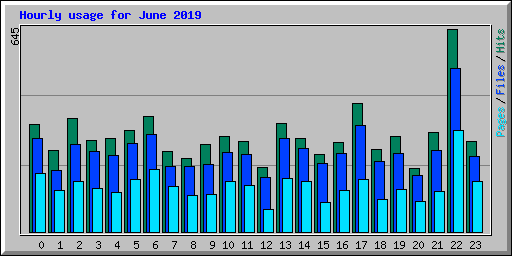 Hourly usage for June 2019
645
Pages / Files / Hits
0 1 2 3 4 5 6 7 8 9 10 11 12 13 14 15 16 17 18 19 20 21 22 23